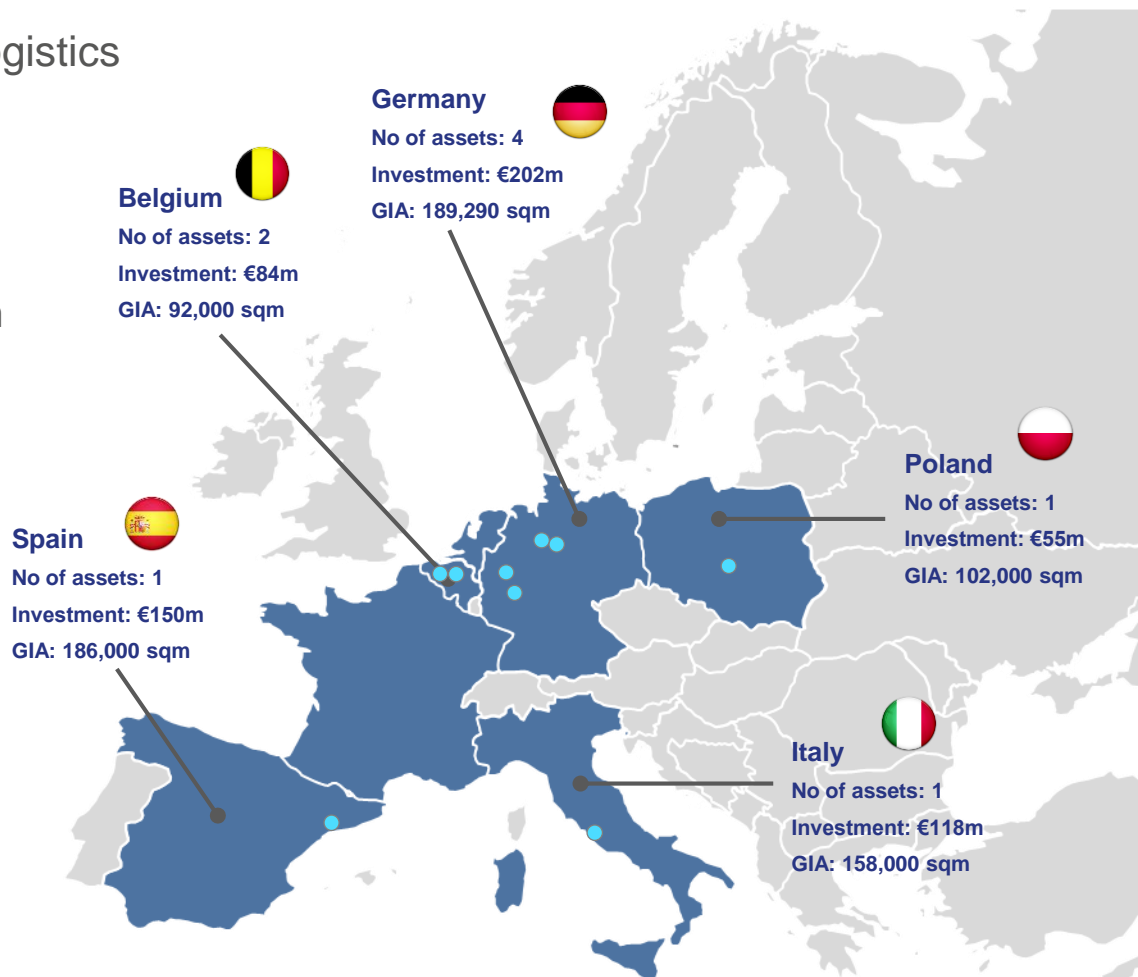 Germany
No of assets: 4
Investment: €202m
GIA: 189,290 sqm
Belgium
No of assets: 2
Investment: €84m
GIA: 92,000 sqm
Poland
No of assets: 1
Investment: €55m
GIA: 102,000 sqm
Spain
No of assets: 1
Investment: €150m
GIA: 186,000 sqm
Italy
No of assets: 1
Investment: €118m
GIA: 158,000 sqm